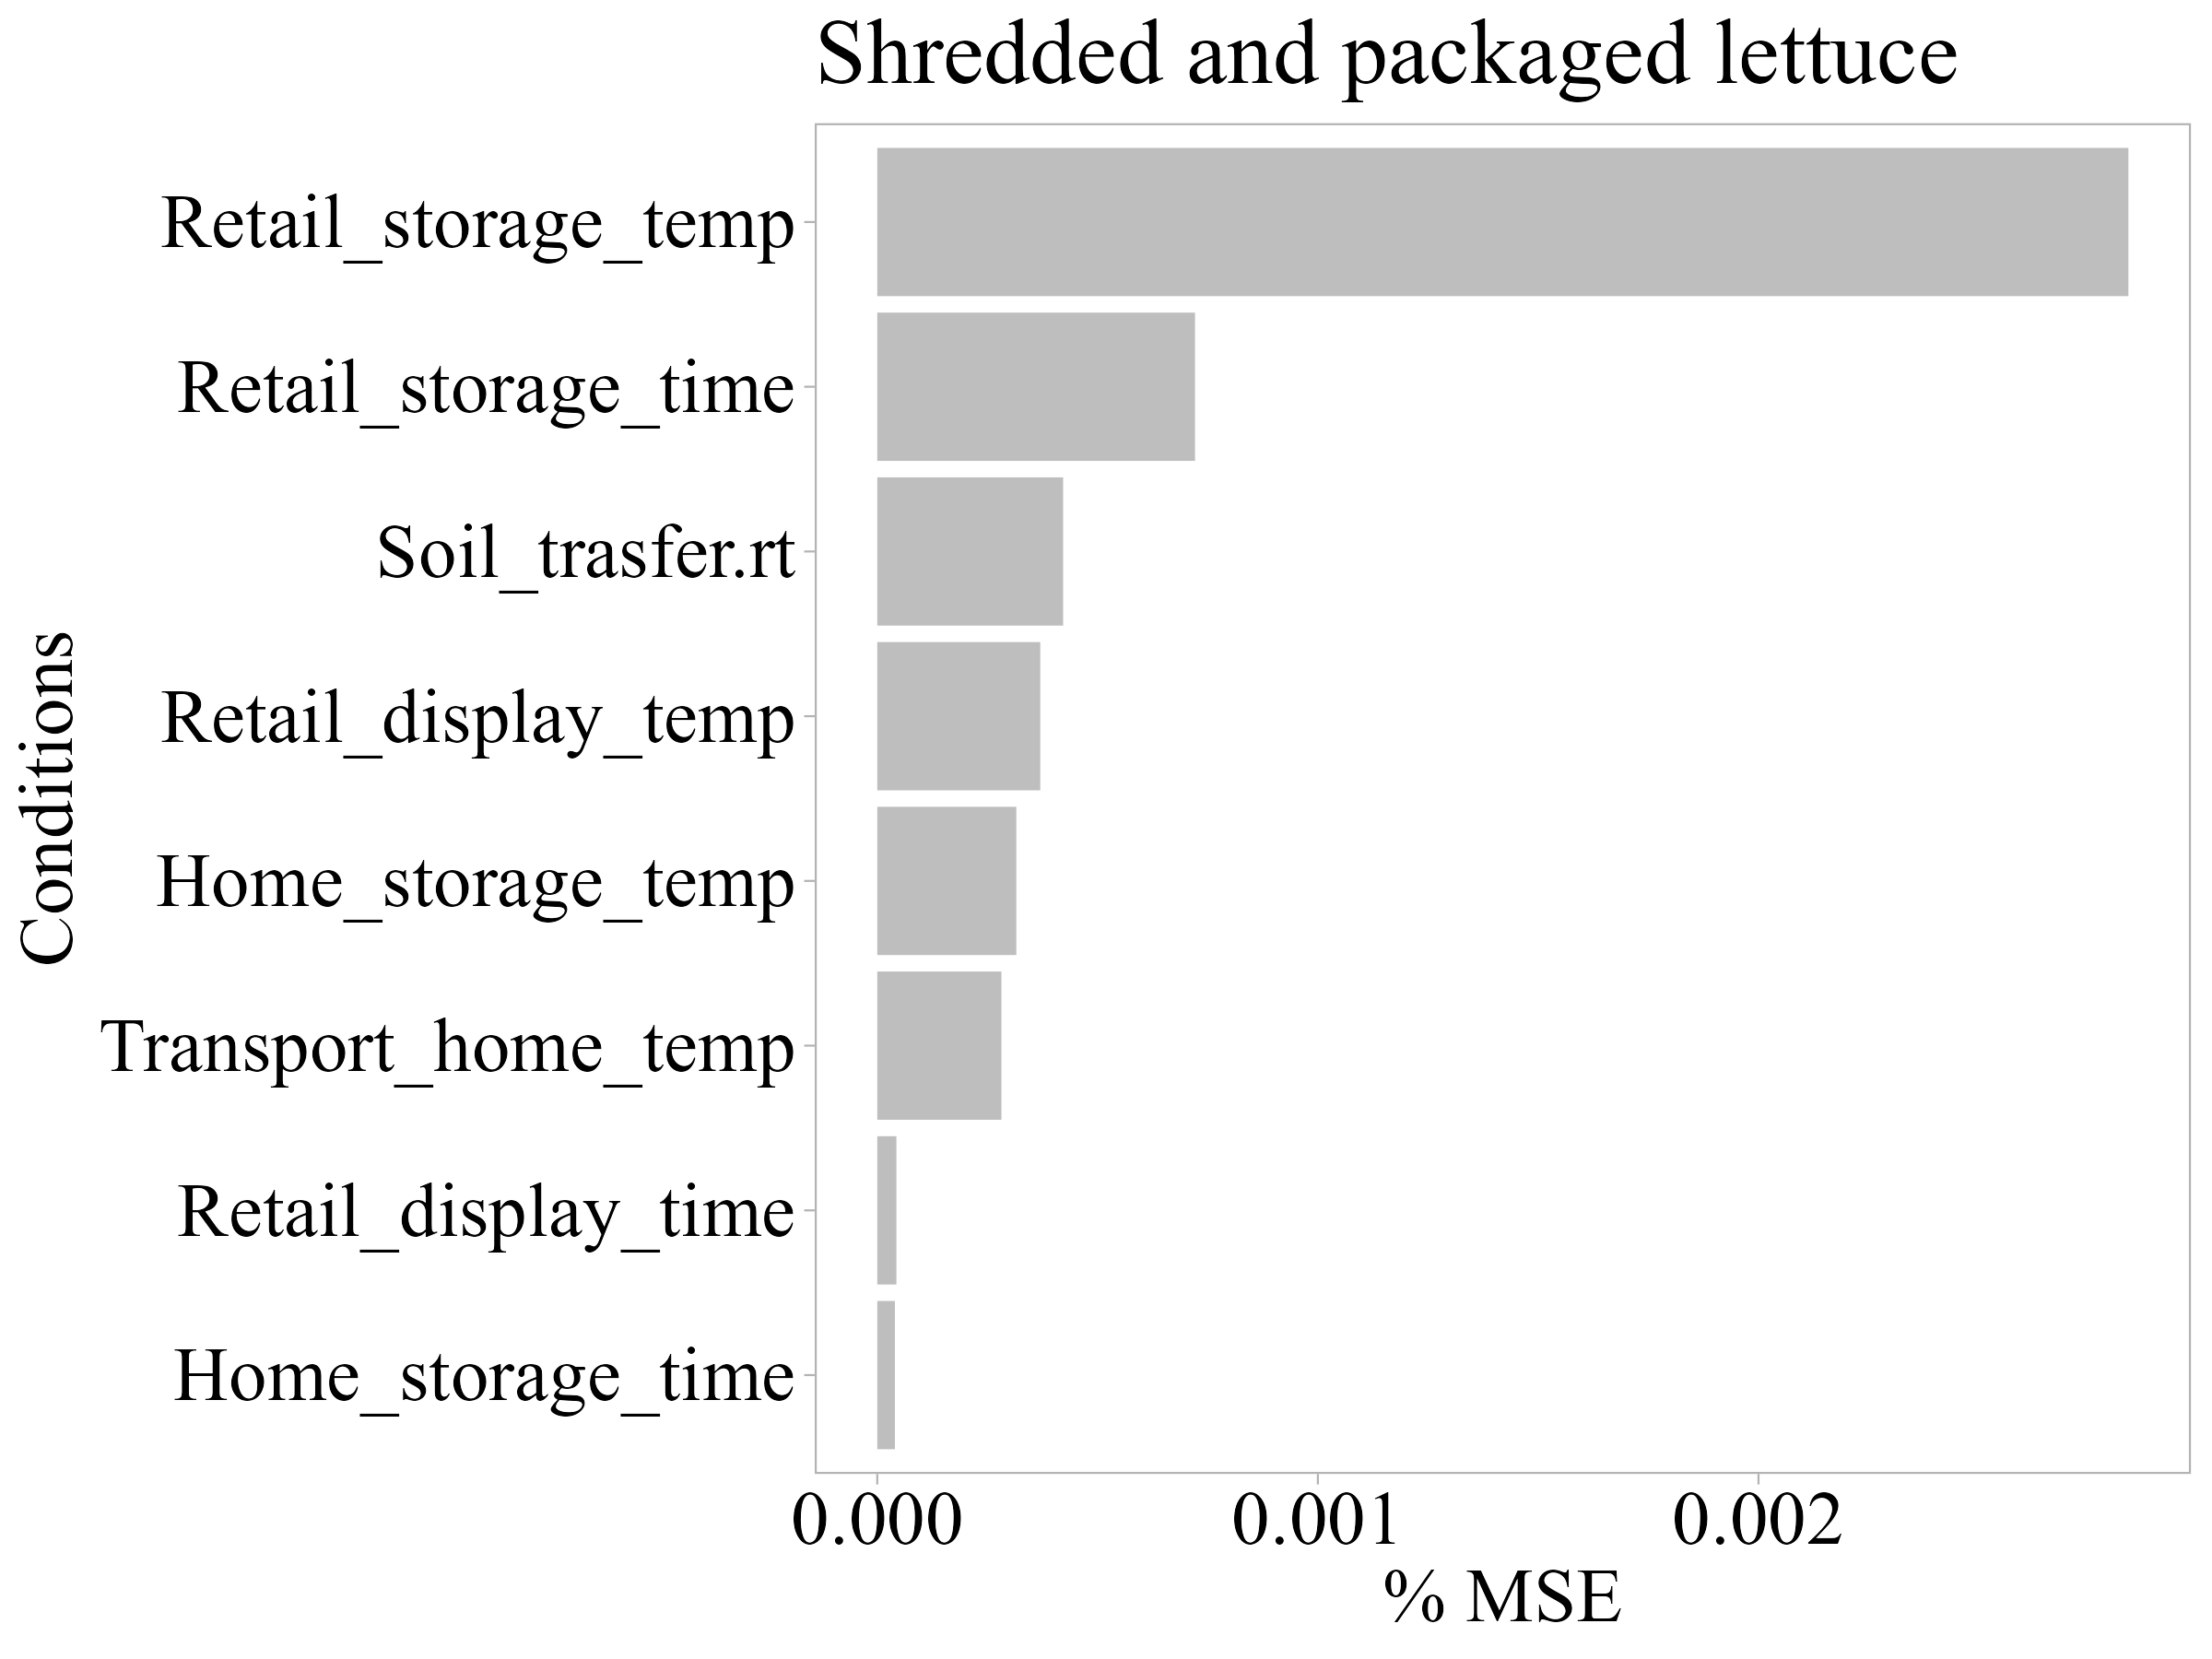 Shredded and packaged lettuce
Conditions
Retail_storage_temp
Retail_storage_time
Soil_trasfer.rt
Retail_display_temp
Home_storage_temp
Transport_home_temp
Retail_display_time
Home_storage_time
0.000 0.001 0.002
% MSE